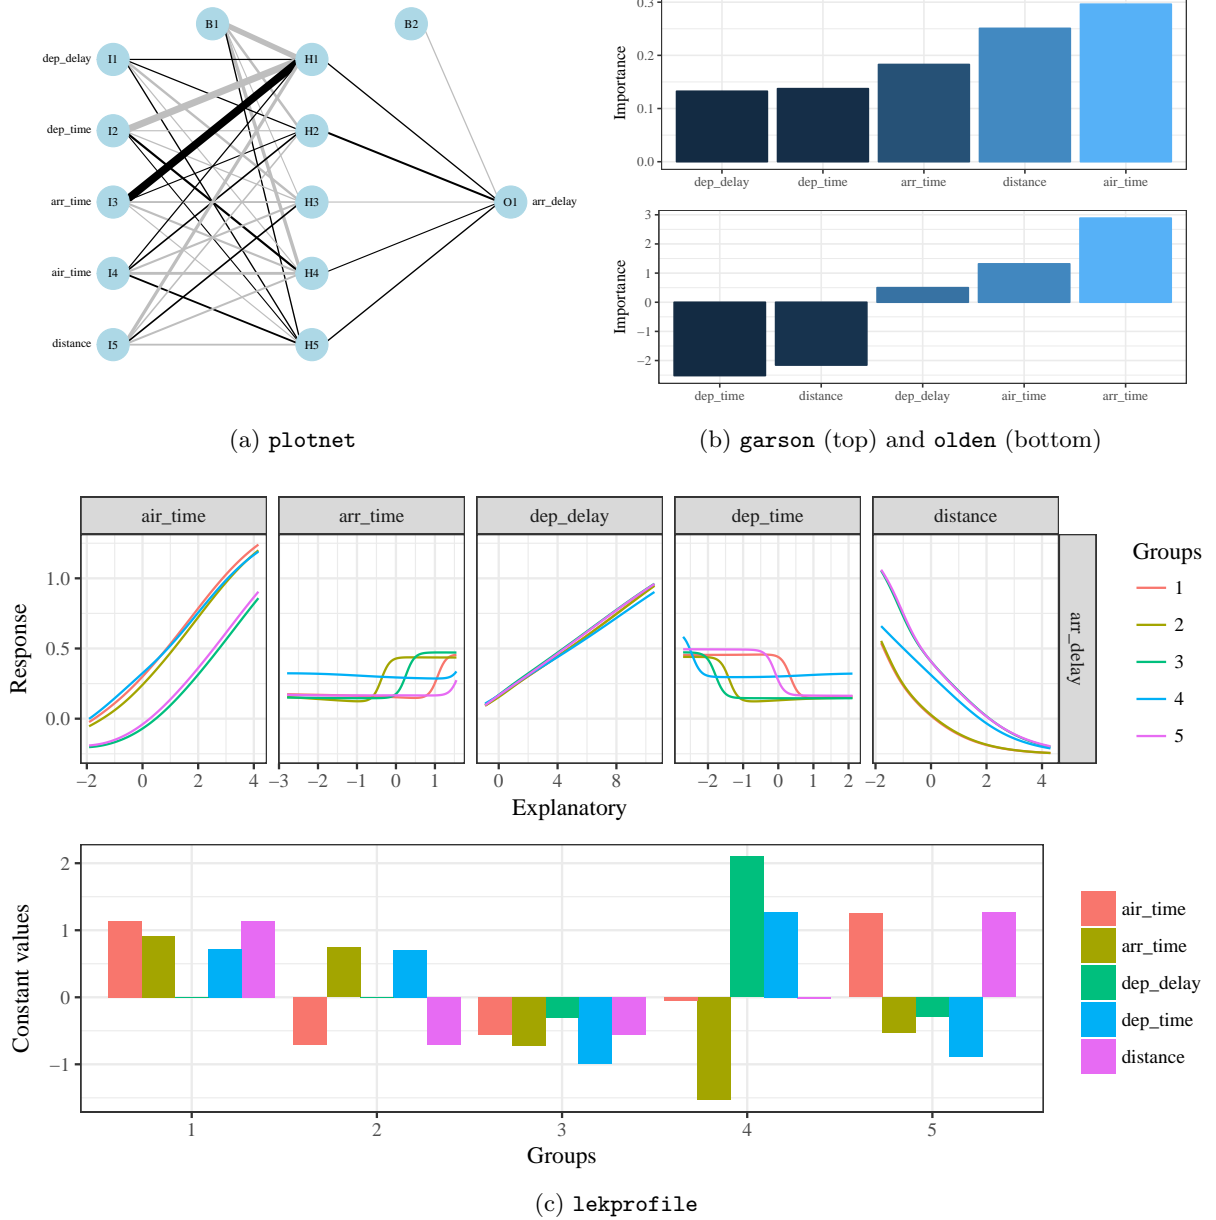 B1
B2
dep_delay
I1
H1
dep_time
I2
H2
arr_time
I3
H3
O1
arr_delay
air_time
I4
H4
distance
I5
H5
(a) plotnet
Importance
0.3
0.2
0.1
0.0
dep_delay dep_time arr_time distance air_time
Importance
3
2
1
0
−1
−2
dep_time distance dep_delay air_time arr_time
(b) garson (top) and olden (bottom)
air_time arr_time dep_delay dep_time distance
Response
1.0
0.5
0.0
arr_delay
−2 0 2 4 −3 −2 −1 0 1 0 4 8 −2 −1 0 1 2 −2 0 2 4
Explanatory
Groups
1
2
3
4
5
Constant values
2
1
0
−1
1 2 3 4 5
Groups
air_time
arr_time
dep_delay
dep_time
distance
(c) lekprofile